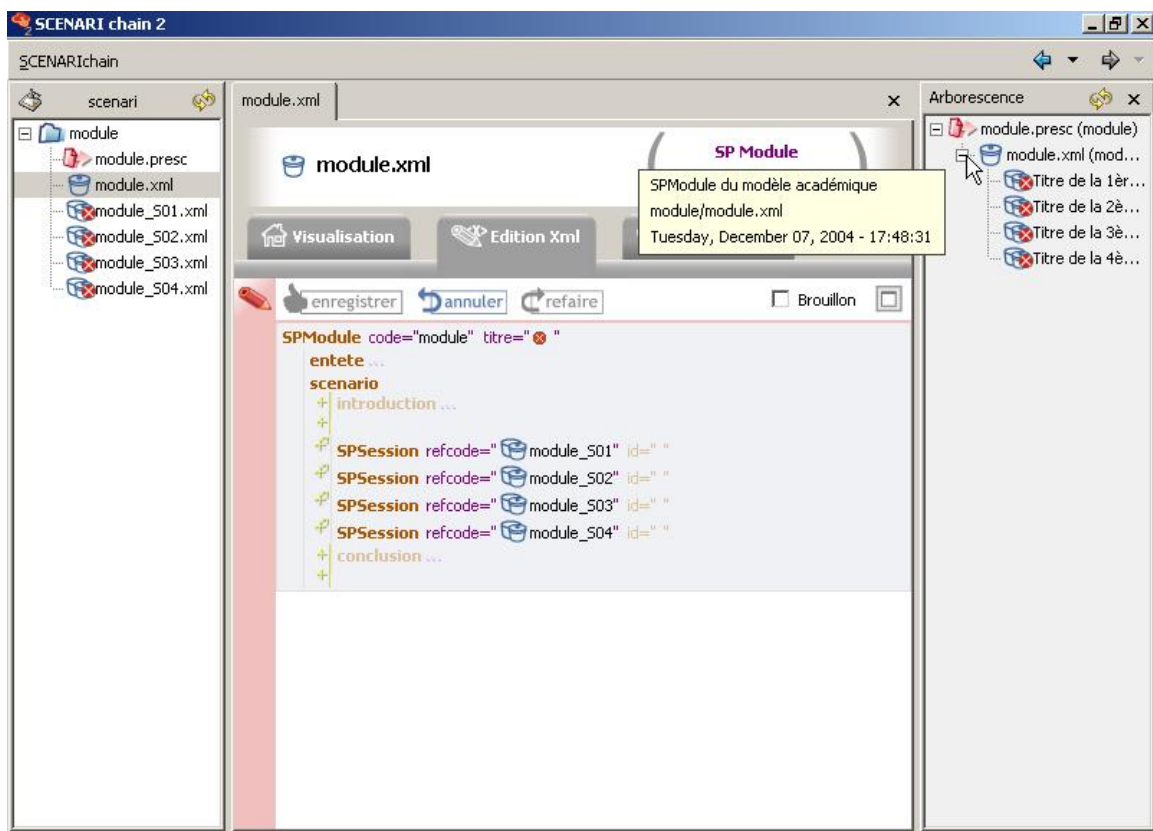 SCENARI chain 2
SCENARIchain
scenari
module
module.presc
module.xml
module_S01.xml
module_S02.xml
module_S03.xml
module_S04.xml
module.xml
module.xml
SP Module
SPModule du modèle académique
module/module.xml
Tuesday, December 07, 2004 - 17:48:31
Visualisation
Edition Xml
enregistrer annuler refaire Brouillon
SPModule code="module" titre=" "
entete ...
scenario
+ introduction ...
+
SPSession refcode=" module_S01" id=" "
SPSession refcode=" module_S02" id=" "
SPSession refcode=" module_S03" id=" "
SPSession refcode=" module_S04" id=" "
+ conclusion ...
+
Arborescence
module.presc (module)
module.xml (mod...
Titre de la 1èr...
Titre de la 2è...
Titre de la 3è...
Titre de la 4è...